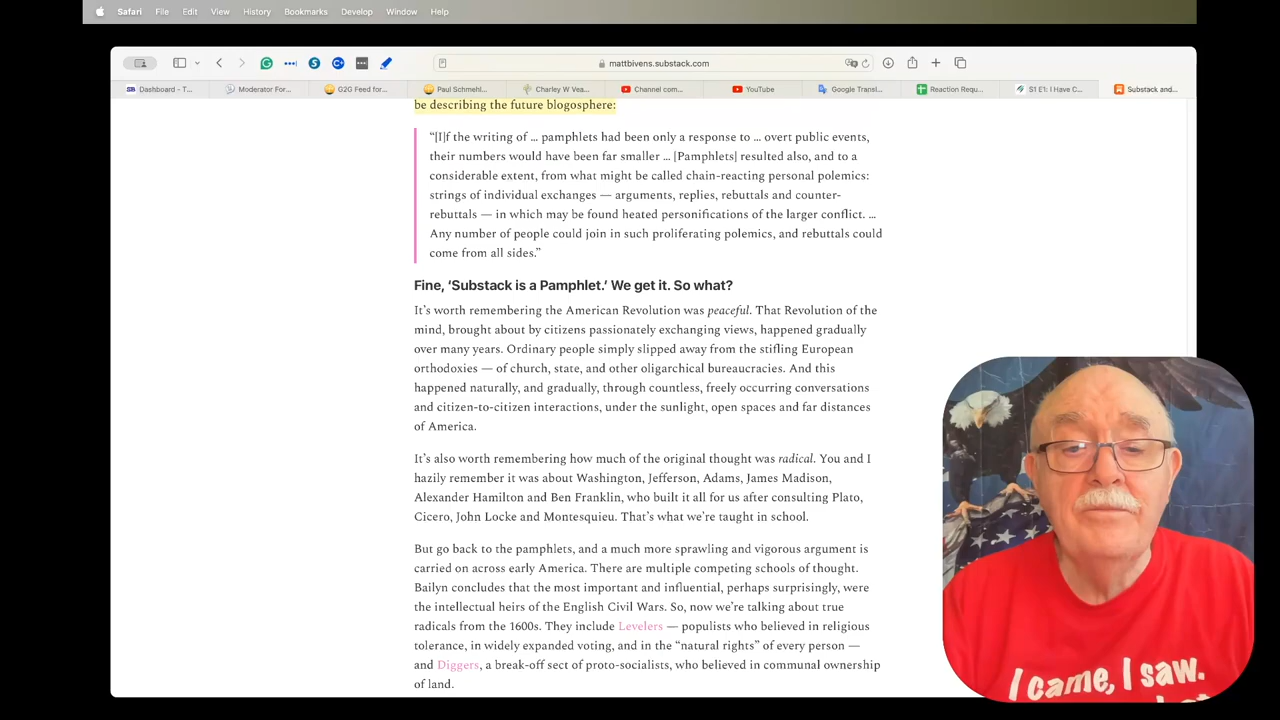 Safari File Edit View History Bookmarks Develop Window Help
mattbivens.substack.com
Dashboard - T... Moderator For... G2G Feed for... Paul Schmehl... Charley W Vea... Channel com... YouTube Google Transl... Reaction Requ... S1 E1: I Have C... Substack and...
be describing the future blogosphere:
“[I]f the writing of … pamphlets had been only a response to … overt public events,
their numbers would have been far smaller … [Pamphlets] resulted also, and to a
considerable extent, from what might be called chain-reacting personal polemics:
strings of individual exchanges — arguments, replies, rebuttals and counter-
rebuttals — in which may be found heated personifications of the larger conflict. …
Any number of people could join in such proliferating polemics, and rebuttals could
come from all sides.”
Fine, ‘Substack is a Pamphlet.’ We get it. So what?
It’s worth remembering the American Revolution was peaceful. That Revolution of the
mind, brought about by citizens passionately exchanging views, happened gradually
over many years. Ordinary people simply slipped away from the stifling European
orthodoxies — of church, state, and other oligarchical bureaucracies. And this
happened naturally, and gradually, through countless, freely occurring conversations
and citizen-to-citizen interactions, under the sunlight, open spaces and far distances
of America.
It’s also worth remembering how much of the original thought was radical. You and I
hazily remember it was about Washington, Jefferson, Adams, James Madison,
Alexander Hamilton and Ben Franklin, who built it all for us after consulting Plato,
Cicero, John Locke and Montesquieu. That’s what we’re taught in school.
But go back to the pamphlets, and a much more sprawling and vigorous argument is
carried on across early America. There are multiple competing schools of thought.
Bailyn concludes that the most important and influential, perhaps surprisingly, were
the intellectual heirs of the English Civil Wars. So, now we’re talking about true
radicals from the 1600s. They include Levelers — populists who believed in religious
tolerance, in widely expanded voting, and in the “natural rights” of every person —
and Diggers, a break-off sect of proto-socialists, who believed in communal ownership
of land.
I came, I saw.